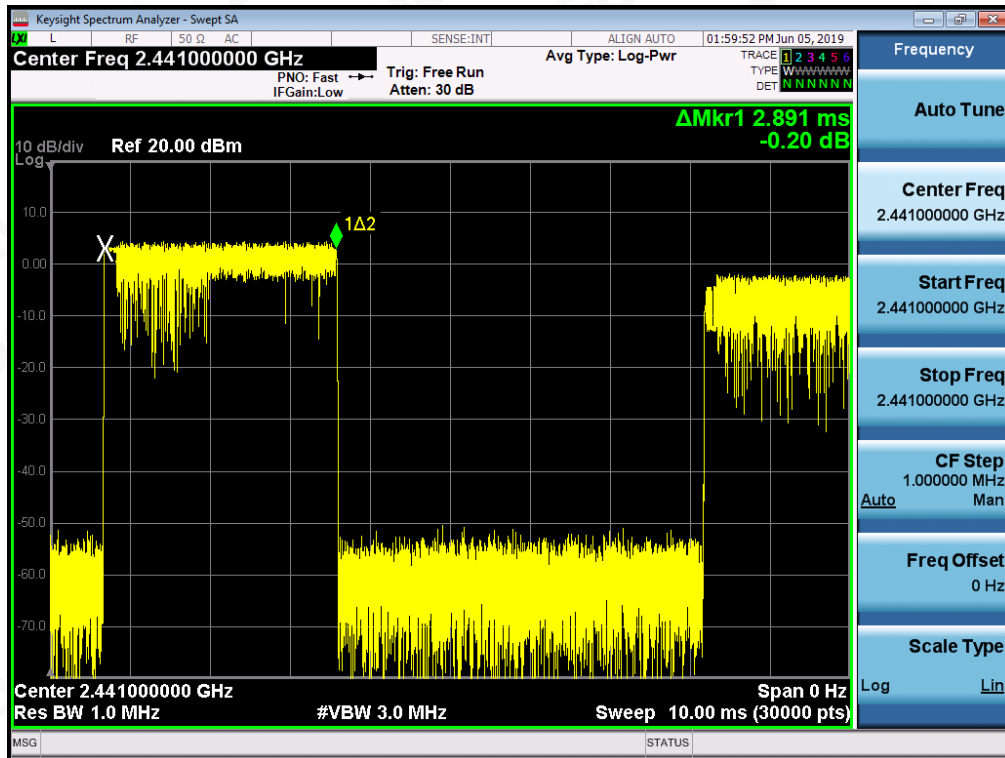 Keysight Spectrum Analyzer - Swept SA
LXI L RF 50 Ω AC SENSE:INT ALIGN AUTO 01:59:52 PM Jun 05, 2019
Center Freq 2.441000000 GHz
PNO: Fast
IFGain:Low
Trig: Free Run
Atten: 30 dB
Avg Type: Log-Pwr
TRACE 1 2 3 4 5 6
TYPE W W W W W W
DET N N N N N N
ΔMkr1 2.891 ms
-0.20 dB
10 dB/div
Log
Ref 20.00 dBm
10.0
0.00
-10.0
-20.0
-30.0
-40.0
-50.0
-60.0
-70.0
X
1Δ2
Center 2.441000000 GHz
Span 0 Hz
Res BW 1.0 MHz
#VBW 3.0 MHz
Sweep 10.00 ms (30000 pts)
MSG
STATUS
Frequency
Auto Tune
Center Freq
2.441000000 GHz
Start Freq
2.441000000 GHz
Stop Freq
2.441000000 GHz
CF Step
1.000000 MHz
Auto Man
Freq Offset
0 Hz
Scale Type
Log Lin